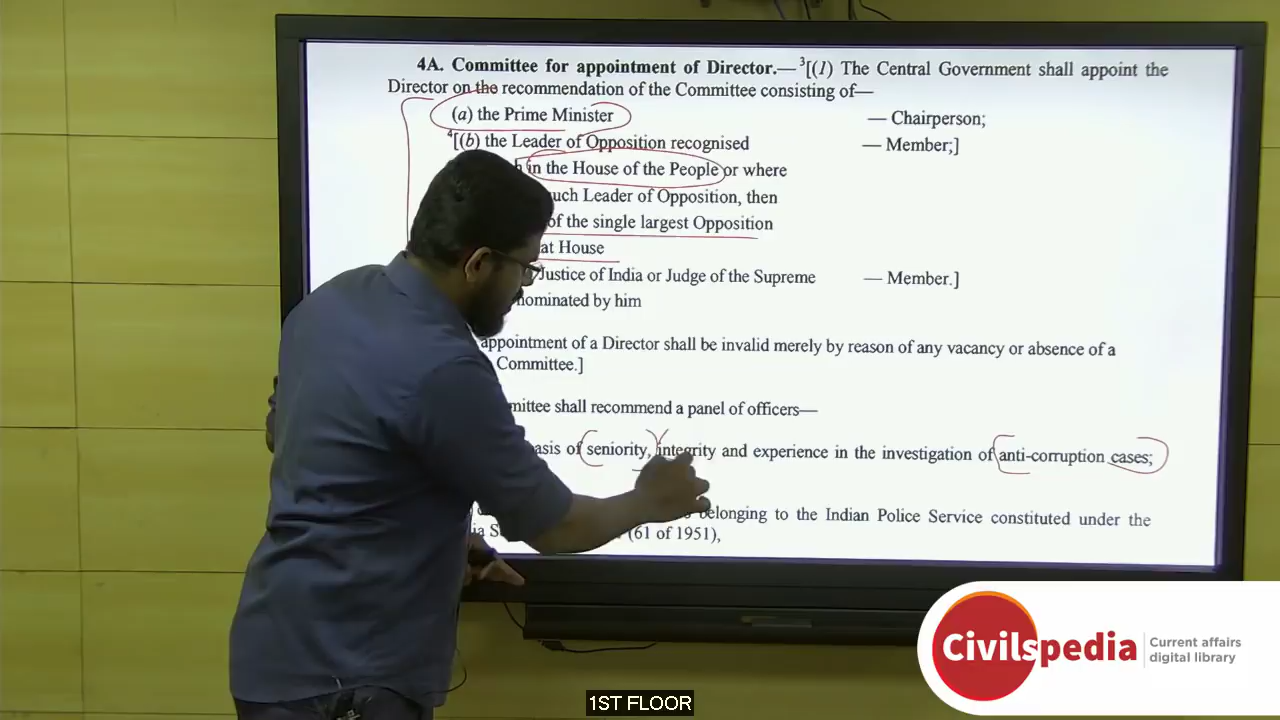 4A. Committee for appointment of Director.— ³[(1) The Central Government shall appoint the
Director on the recommendation of the Committee consisting of—
(a) the Prime Minister — Chairperson;
⁴[(b) the Leader of Opposition recognised — Member;]
in the House of the People or where
such Leader of Opposition, then
of the single largest Opposition
at House
Justice of India or Judge of the Supreme — Member.]
nominated by him
appointment of a Director shall be invalid merely by reason of any vacancy or absence of a
Committee.]
mittee shall recommend a panel of officers—
basis of seniority, integrity and experience in the investigation of anti-corruption cases;
belonging to the Indian Police Service constituted under the
(61 of 1951),
Civilspedia
Current affairs
digital library
1ST FLOOR